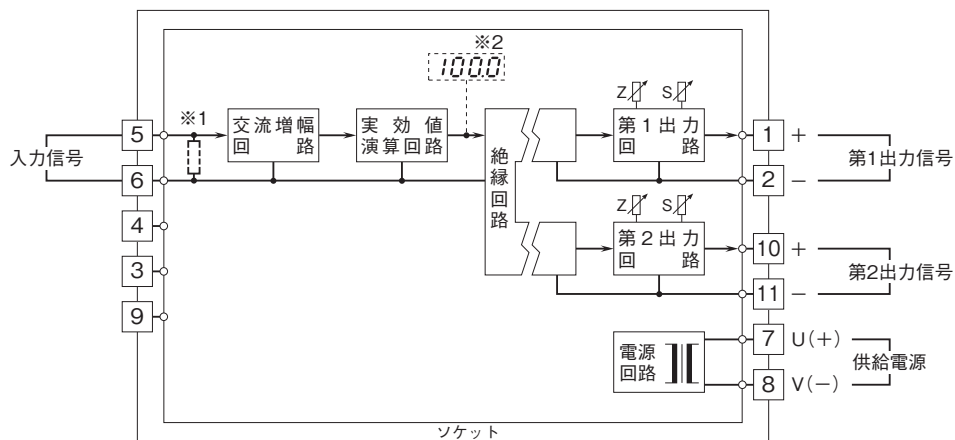 ※2
100.0
※1
Z
S
5
交流増幅
回路
実効値
演算回路
第1出力
回路
1
+
入力信号
第1出力信号
6
絶縁回路
2
−
4
Z
S
第2出力
回路
10
+
3
第2出力信号
11
−
9
電源
回路
7
U(+)
供給電源
8
V(−)
ソケット